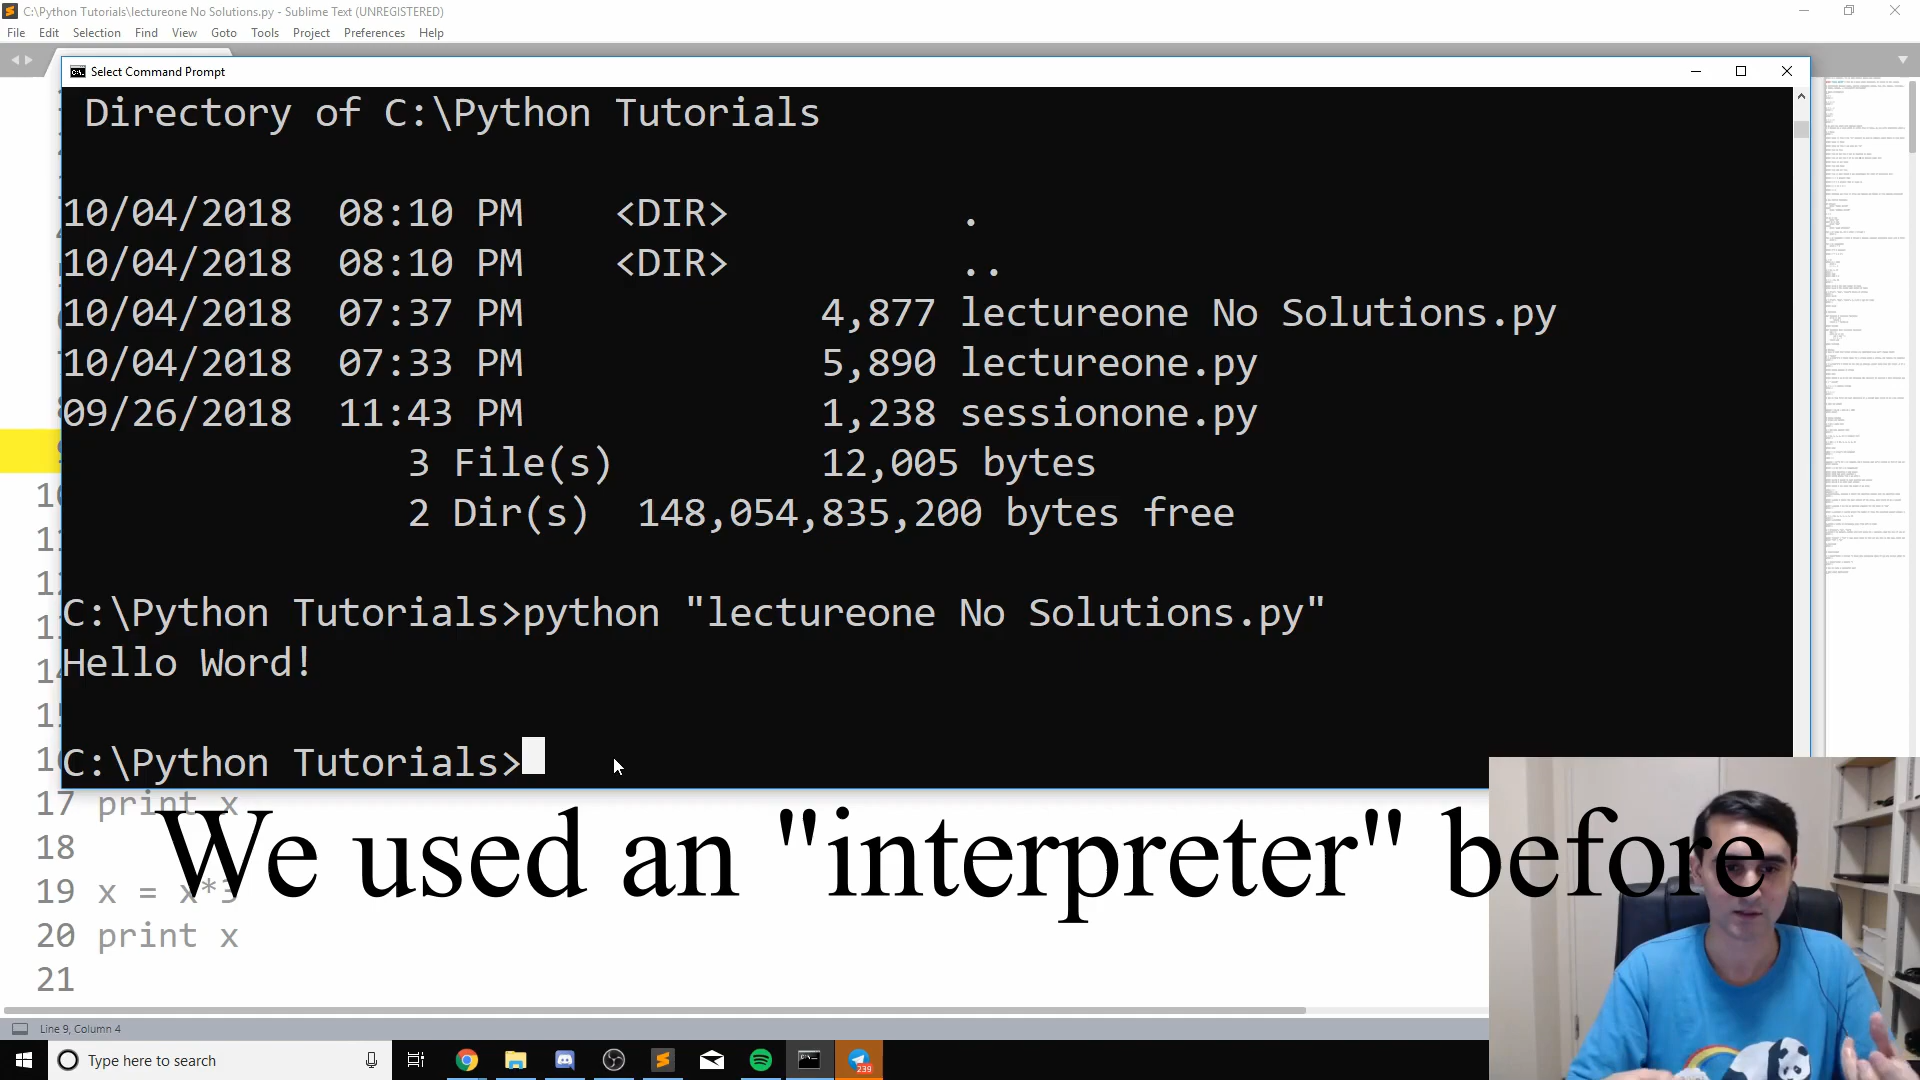 C:\Python Tutorials\lectureone No Solutions.py - Sublime Text (UNREGISTERED)
File Edit Selection Find View Goto Tools Project Preferences Help
Select Command Prompt
Directory of C:\Python Tutorials
10/04/2018 08:10 PM <DIR> .
10/04/2018 08:10 PM <DIR> ..
10/04/2018 07:37 PM 4,877 lectureone No Solutions.py
10/04/2018 07:33 PM 5,890 lectureone.py
09/26/2018 11:43 PM 1,238 sessionone.py
3 File(s) 12,005 bytes
2 Dir(s) 148,054,835,200 bytes free
C:\Python Tutorials>python "lectureone No Solutions.py"
Hello Word!
C:\Python Tutorials>
17 print x
We used an "interpreter" before
18
19 x = x*3
20 print x
21
Line 9, Column 4
Type here to search
239